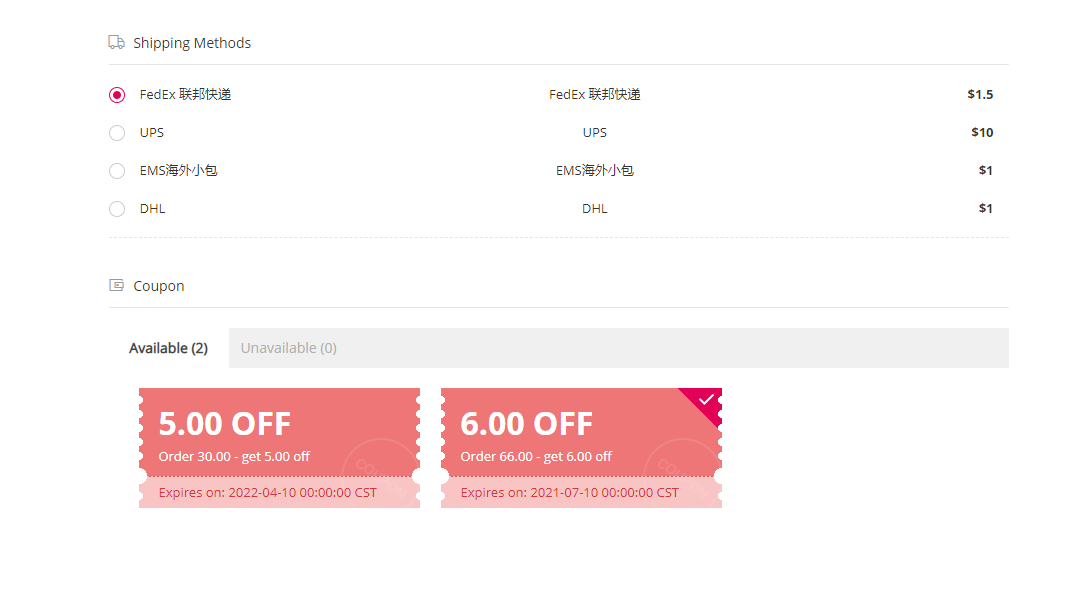 Shipping Methods
FedEx 联邦快递 FedEx 联邦快递 $1.5
UPS UPS $10
EMS海外小包 EMS海外小包 $1
DHL DHL $1
Coupon
Available (2) Unavailable (0)
5.00 OFF
Order 30.00 - get 5.00 off
COUPON
Expires on: 2022-04-10 00:00:00 CST
6.00 OFF
Order 66.00 - get 6.00 off
COUPON
Expires on: 2021-07-10 00:00:00 CST